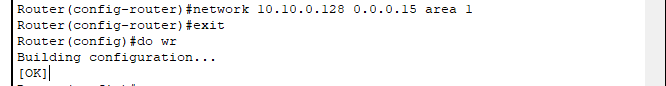 Router(config-router)#network 10.10.0.128 0.0.0.15 area 1
Router(config-router)#exit
Router(config)#do wr
Building configuration...
[OK]